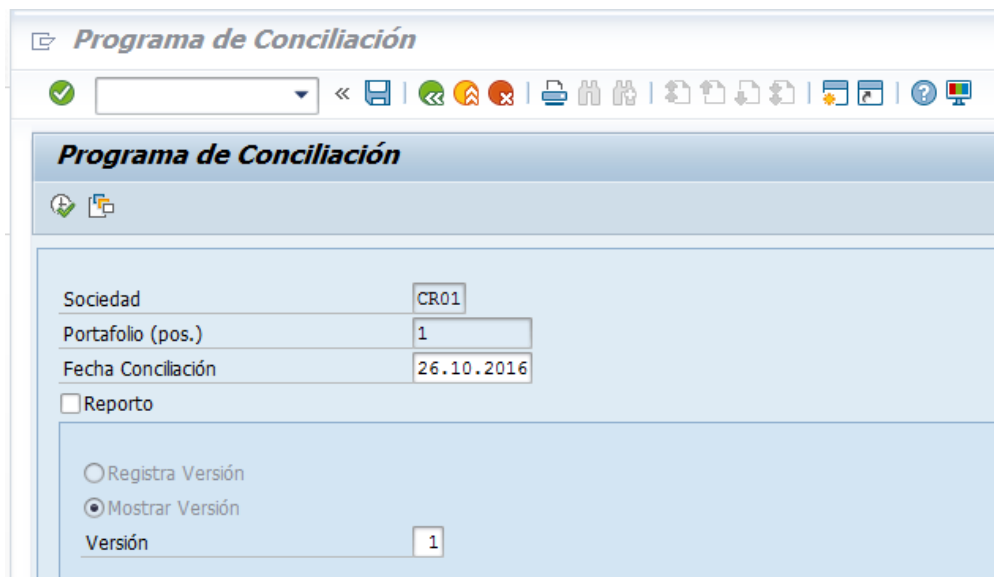 Programa de Conciliación
Programa de Conciliación
Sociedad CR01
Portafolio (pos.) 1
Fecha Conciliación 26.10.2016
Reporto
Registra Versión
Mostrar Versión
Versión 1